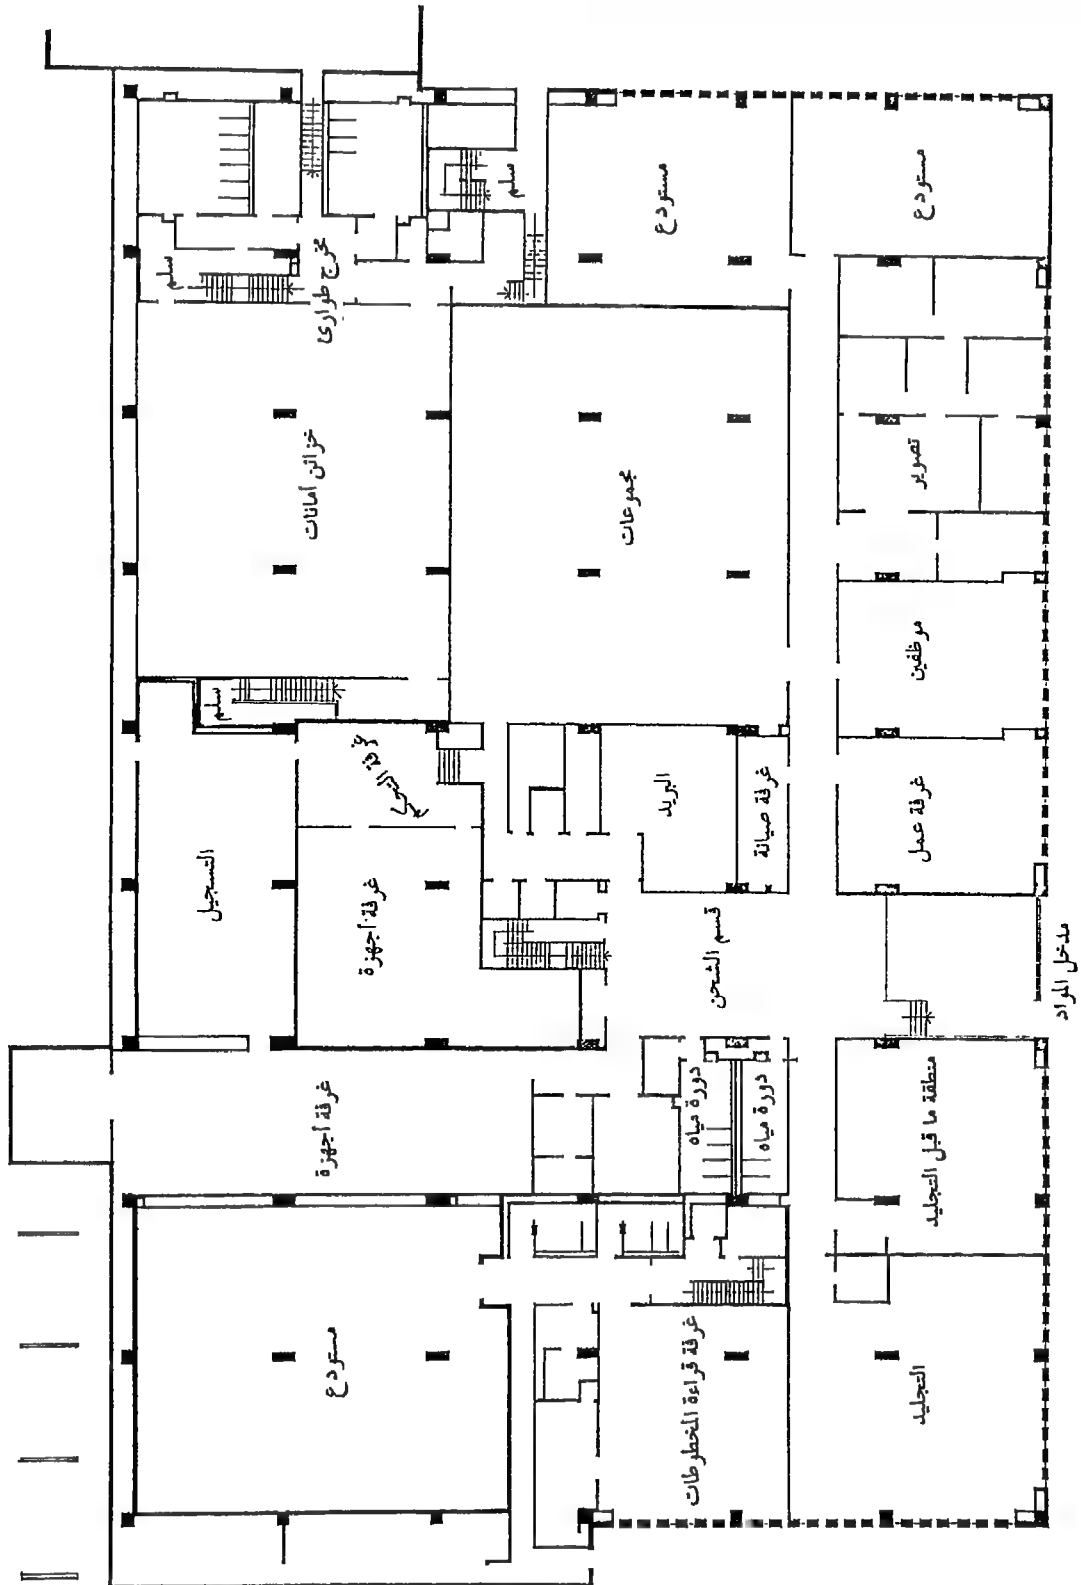 مستودع
مستودع
سلم
سلم
مخرج طوارئ
خزائن أمانات
مجموعات
تصوير
موظفين
سلم
البريد
غرفة صيانة
غرفة عمل
التسجيل
غرفة أجهزة
قسم الشحن
مدخل المواد
غرفة أجهزة
دورة مياه
دورة مياه
منطقة ما قبل التجليد
مستودع
غرفة قراءة المخطوطات
التجليد